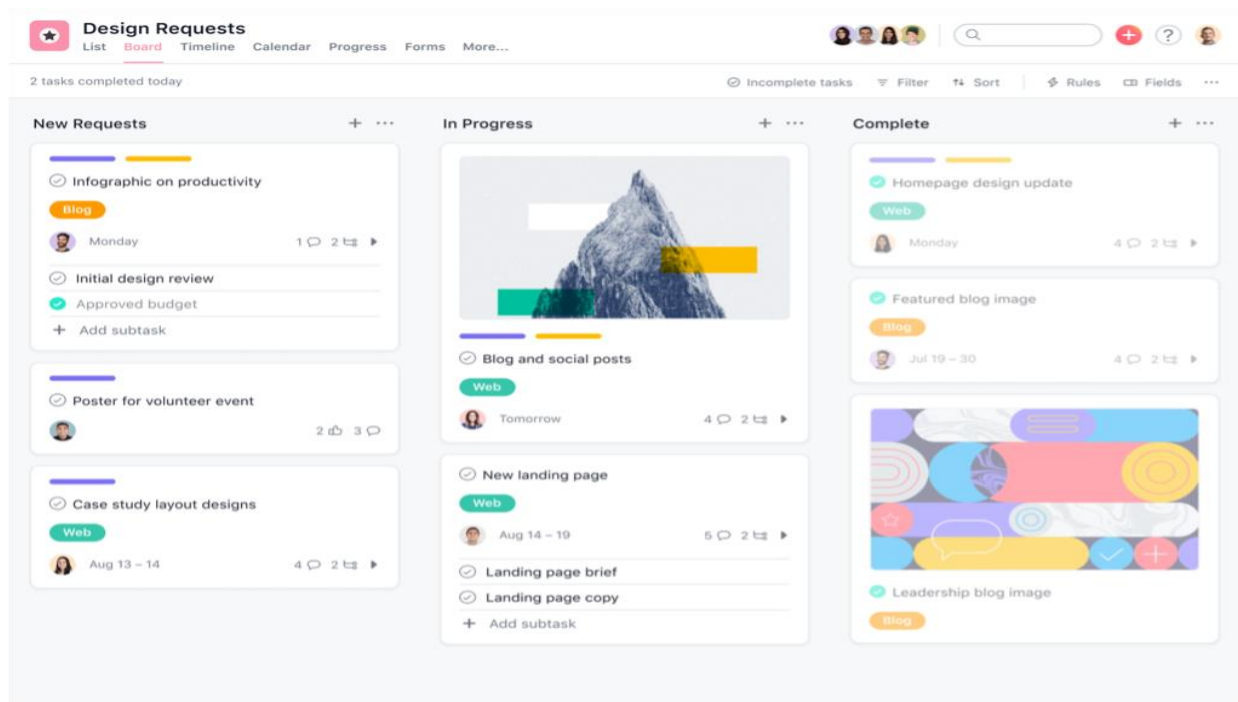 Design Requests
List Board Timeline Calendar Progress Forms More...
2 tasks completed today
Incomplete tasks Filter Sort Rules Fields
New Requests
Infographic on productivity
Blog
Monday 1 2
Initial design review
Approved budget
+ Add subtask
Poster for volunteer event
2 3
Case study layout designs
Web
Aug 13 – 14 4 2
In Progress
Blog and social posts
Web
Tomorrow 4 2
New landing page
Web
Aug 14 – 19 5 2
Landing page brief
Landing page copy
+ Add subtask
Complete
Homepage design update
Web
Monday 4 2
Featured blog image
Blog
Jul 19 – 30 4 2
Leadership blog image
Blog